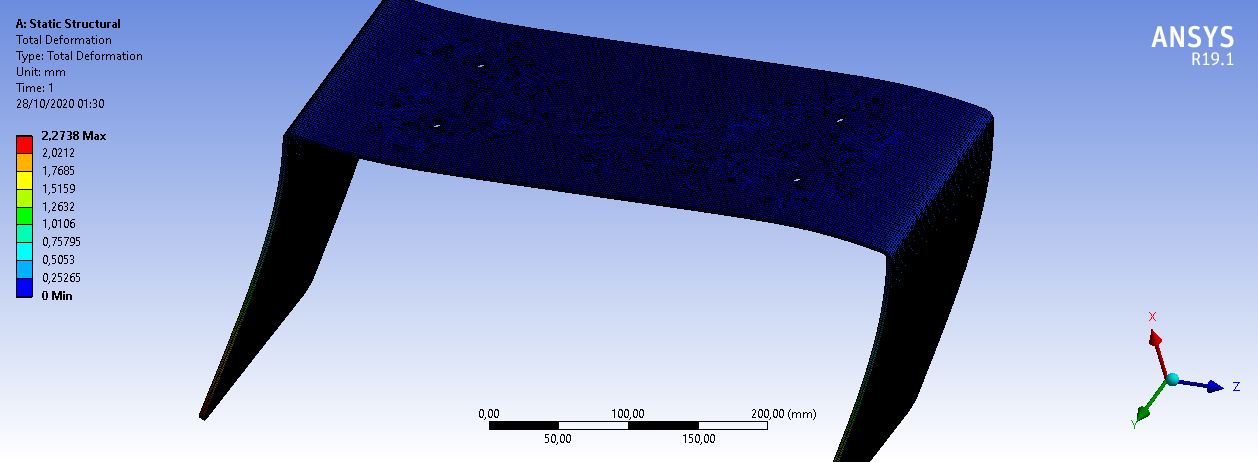 A: Static Structural
Total Deformation
Type: Total Deformation
Unit: mm
Time: 1
28/10/2020 01:30
2,2738 Max
2,0212
1,7685
1,5159
1,2632
1,0106
0,75795
0,5053
0,25265
0 Min
ANSYS
R19.1
0,00 100,00 200,00 (mm)
50,00 150,00
X
Z
Y